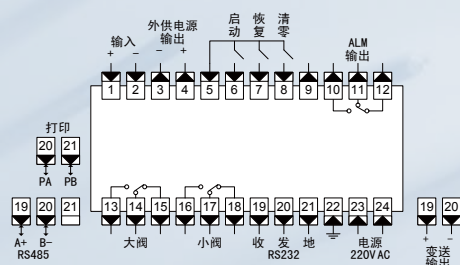 外供电源
输出
启动 恢复 清零
输入
ALM
输出
+ − − +
1 2 3 4 5 6 7 8 9 10 11 12
打印
20 21
PA PB
19 20 21
A+ B-
RS485
13 14 15 16 17 18 19 20 21 22 23 24
大阀 小阀 收 发 地 电源
RS232 220V AC
19 20
+ −
变送
输出